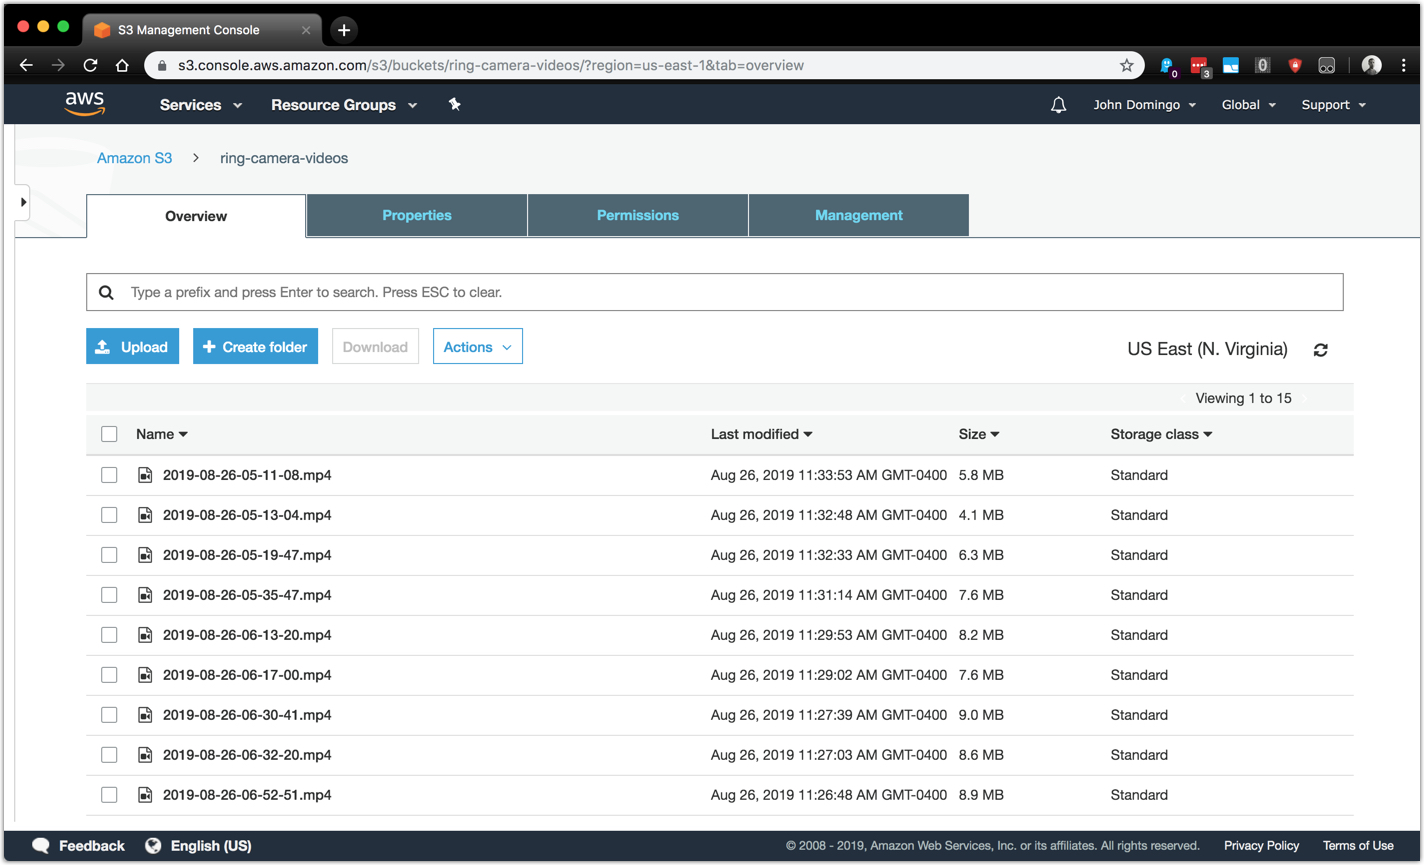 S3 Management Console
s3.console.aws.amazon.com/s3/buckets/ring-camera-videos/?region=us-east-1&tab=overview
0
3
aws Services Resource Groups John Domingo Global Support
Amazon S3 > ring-camera-videos
Overview Properties Permissions Management
Type a prefix and press Enter to search. Press ESC to clear.
Upload + Create folder Download Actions US East (N. Virginia)
Viewing 1 to 15
Name Last modified Size Storage class
2019-08-26-05-11-08.mp4 Aug 26, 2019 11:33:53 AM GMT-0400 5.8 MB Standard
2019-08-26-05-13-04.mp4 Aug 26, 2019 11:32:48 AM GMT-0400 4.1 MB Standard
2019-08-26-05-19-47.mp4 Aug 26, 2019 11:32:33 AM GMT-0400 6.3 MB Standard
2019-08-26-05-35-47.mp4 Aug 26, 2019 11:31:14 AM GMT-0400 7.6 MB Standard
2019-08-26-06-13-20.mp4 Aug 26, 2019 11:29:53 AM GMT-0400 8.2 MB Standard
2019-08-26-06-17-00.mp4 Aug 26, 2019 11:29:02 AM GMT-0400 7.6 MB Standard
2019-08-26-06-30-41.mp4 Aug 26, 2019 11:27:39 AM GMT-0400 9.0 MB Standard
2019-08-26-06-32-20.mp4 Aug 26, 2019 11:27:03 AM GMT-0400 8.6 MB Standard
2019-08-26-06-52-51.mp4 Aug 26, 2019 11:26:48 AM GMT-0400 8.9 MB Standard
Feedback English (US) © 2008 - 2019, Amazon Web Services, Inc. or its affiliates. All rights reserved. Privacy Policy Terms of Use